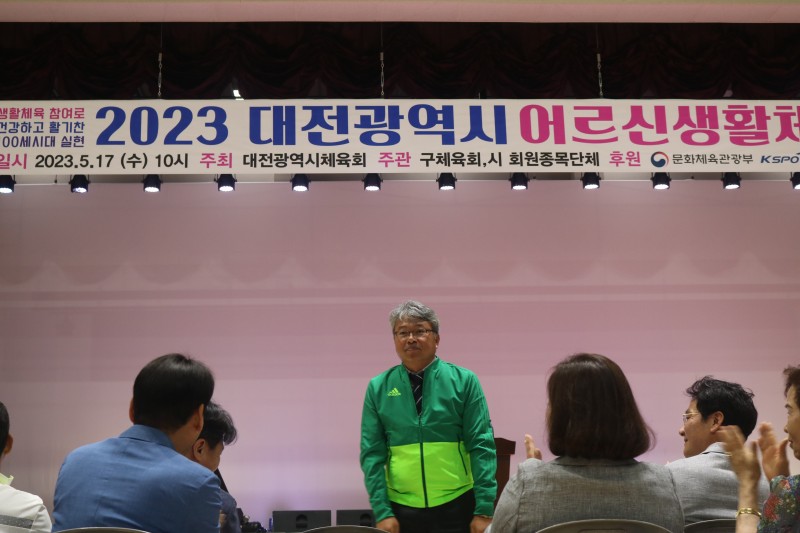 생활체육 참여로
건강하고 활기찬
100세시대 실현
2023 대전광역시 어르신생활체
일시 2023.5.17 (수) 10시 주최 대전광역시체육회 주관 구체육회,시 회원종목단체 후원 문화체육관광부 KSPO
adidas